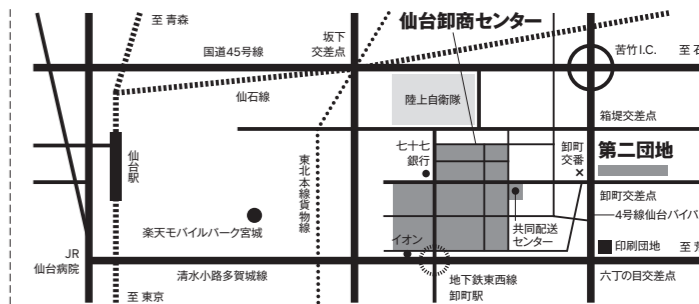 至 青森
坂下
交差点
仙台卸商センター
国道45号線
苦竹I.C.
至 石
仙石線
陸上自衛隊
箱堤交差点
仙台駅
東北本線貨物線
七十七
銀行
卸町
交番
第二団地
卸町交差点
4号線仙台バイパ
楽天モバイルパーク宮城
共同配送
センター
イオン
印刷団地
JR
仙台病院
清水小路多賀城線
地下鉄東西線
卸町駅
六丁の目交差点
至 東京